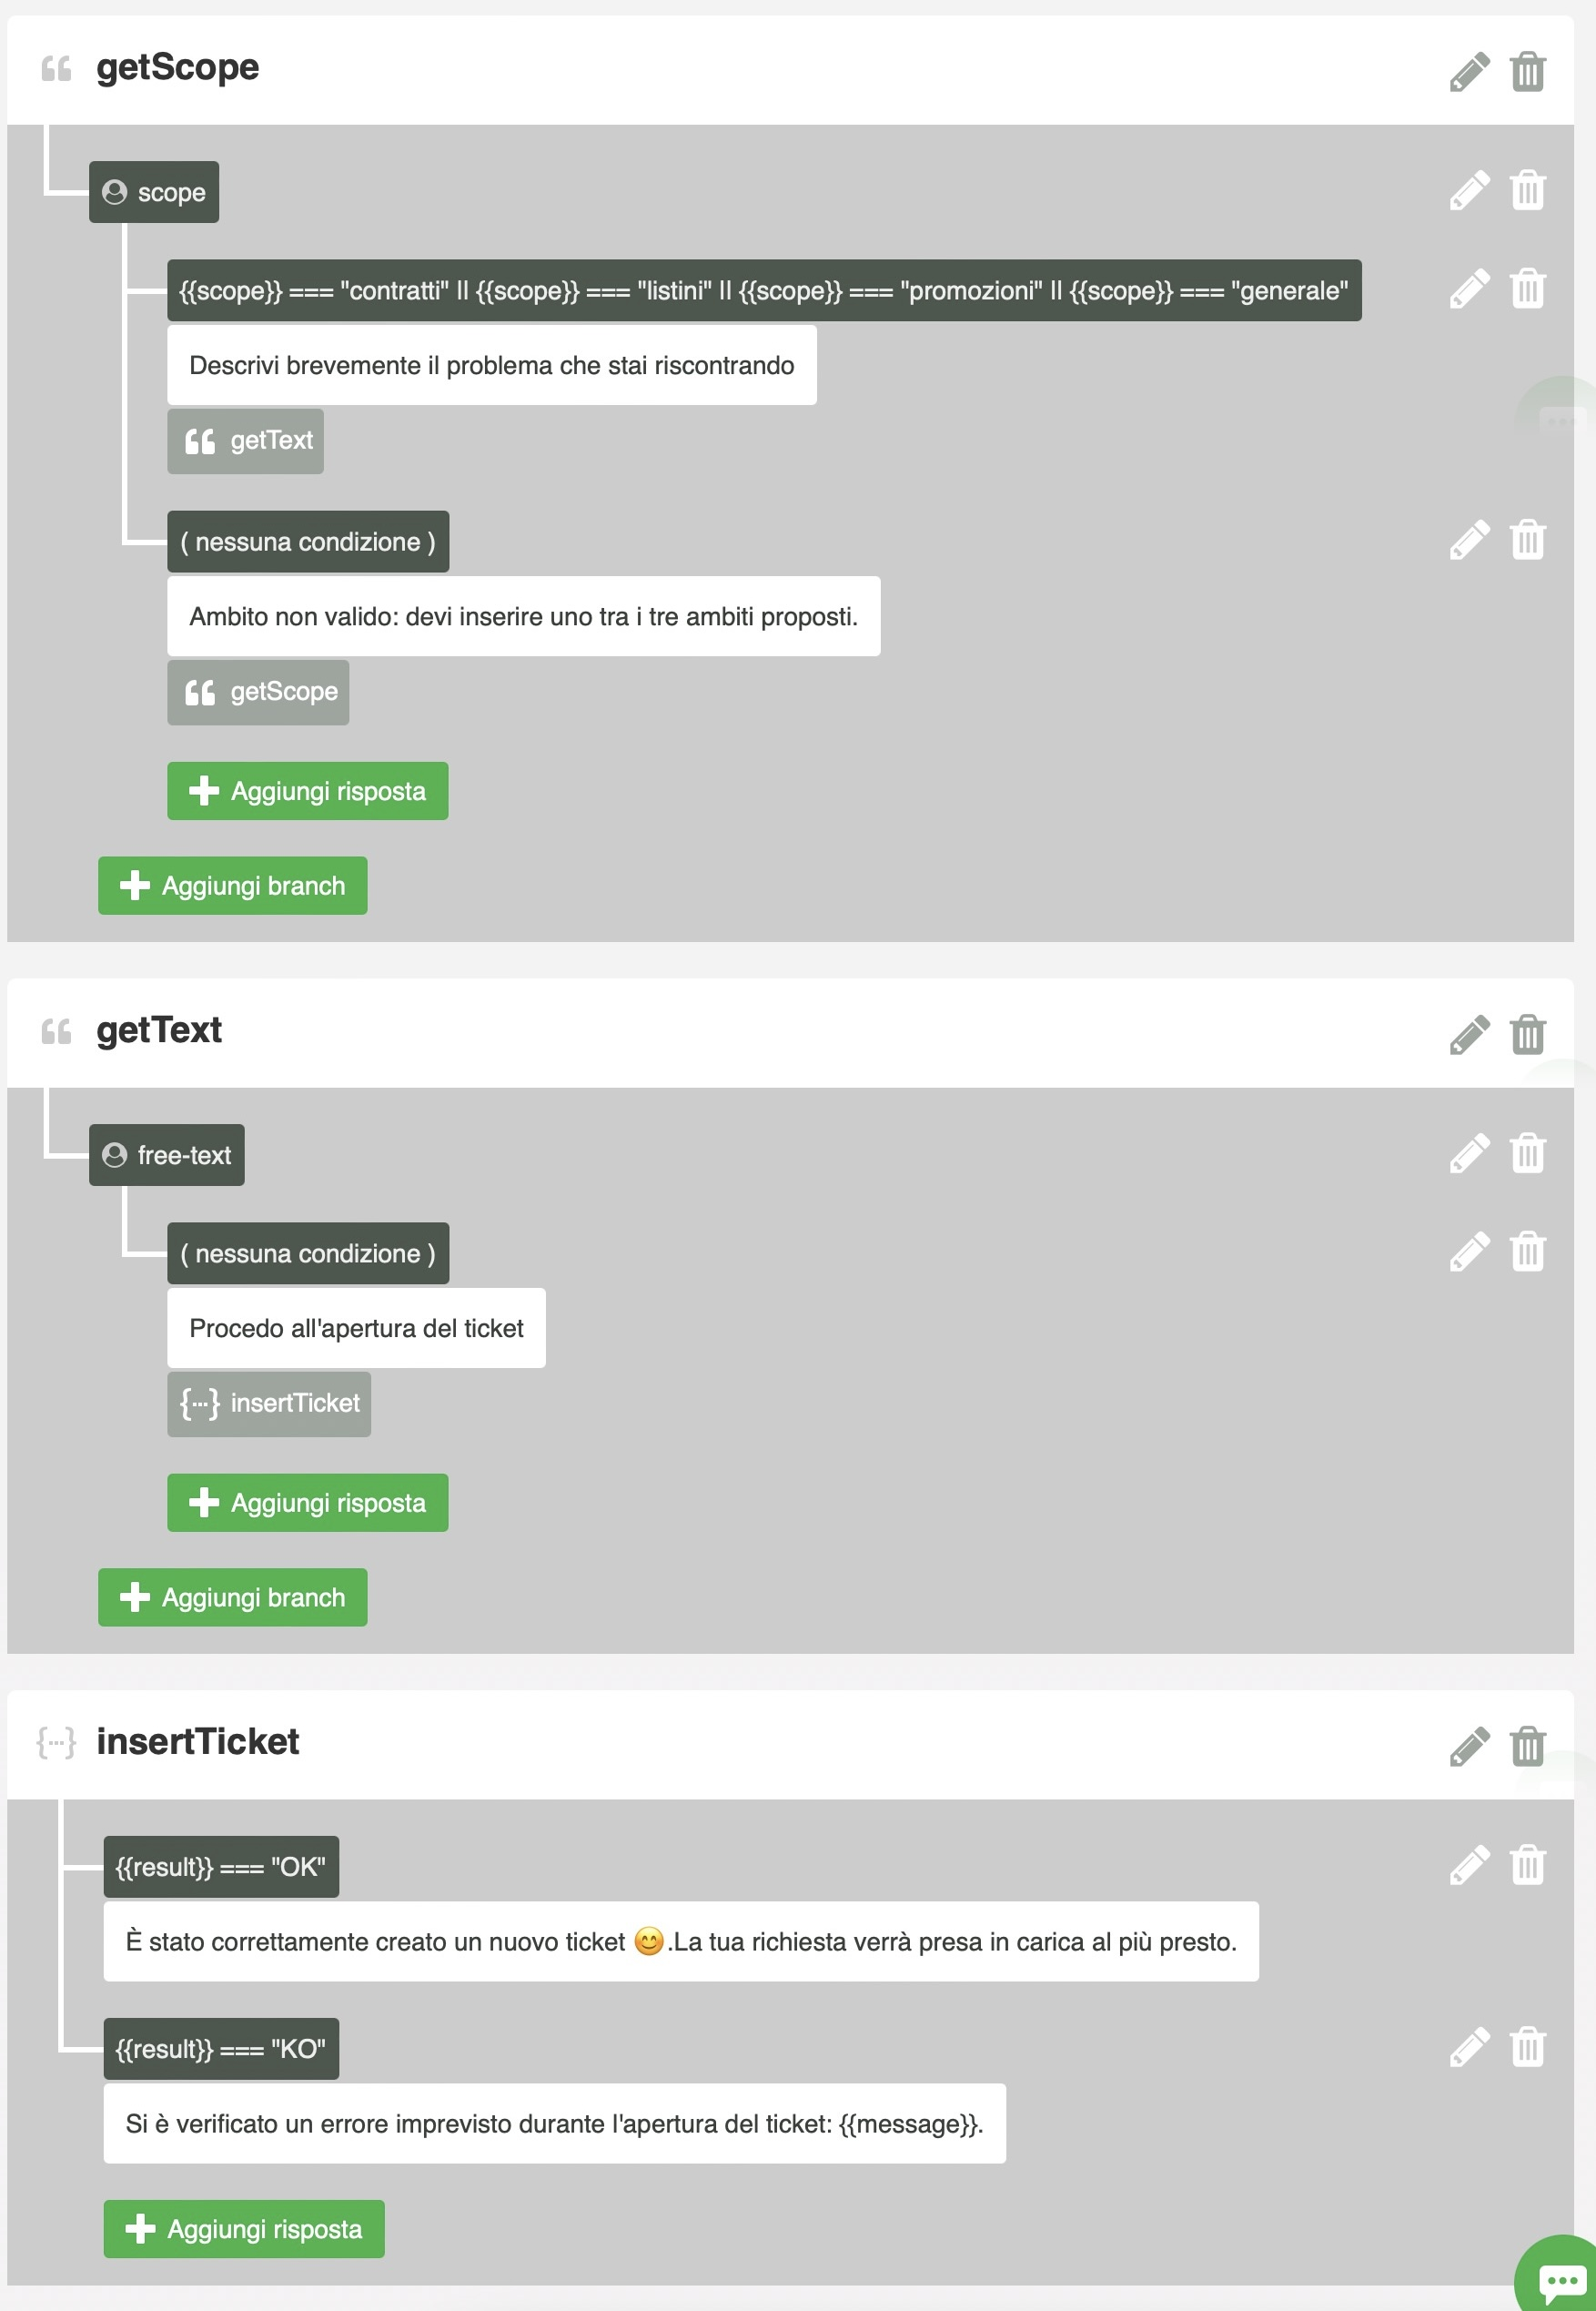 getScope
scope
{{scope}} === "contratti" || {{scope}} === "listini" || {{scope}} === "promozioni" || {{scope}} === "generale"
Descrivi brevemente il problema che stai riscontrando
getText
( nessuna condizione )
Ambito non valido: devi inserire uno tra i tre ambiti proposti.
getScope
Aggiungi risposta
Aggiungi branch
getText
free-text
( nessuna condizione )
Procedo all'apertura del ticket
insertTicket
Aggiungi risposta
Aggiungi branch
insertTicket
{{result}} === "OK"
È stato correttamente creato un nuovo ticket 😊.La tua richiesta verrà presa in carica al più presto.
{{result}} === "KO"
Si è verificato un errore imprevisto durante l'apertura del ticket: {{message}}.
Aggiungi risposta